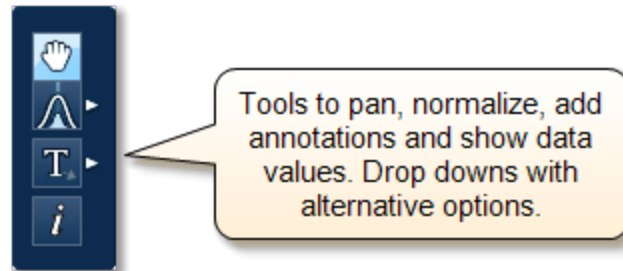 T
i
Tools to pan, normalize, add
annotations and show data
values. Drop downs with
alternative options.